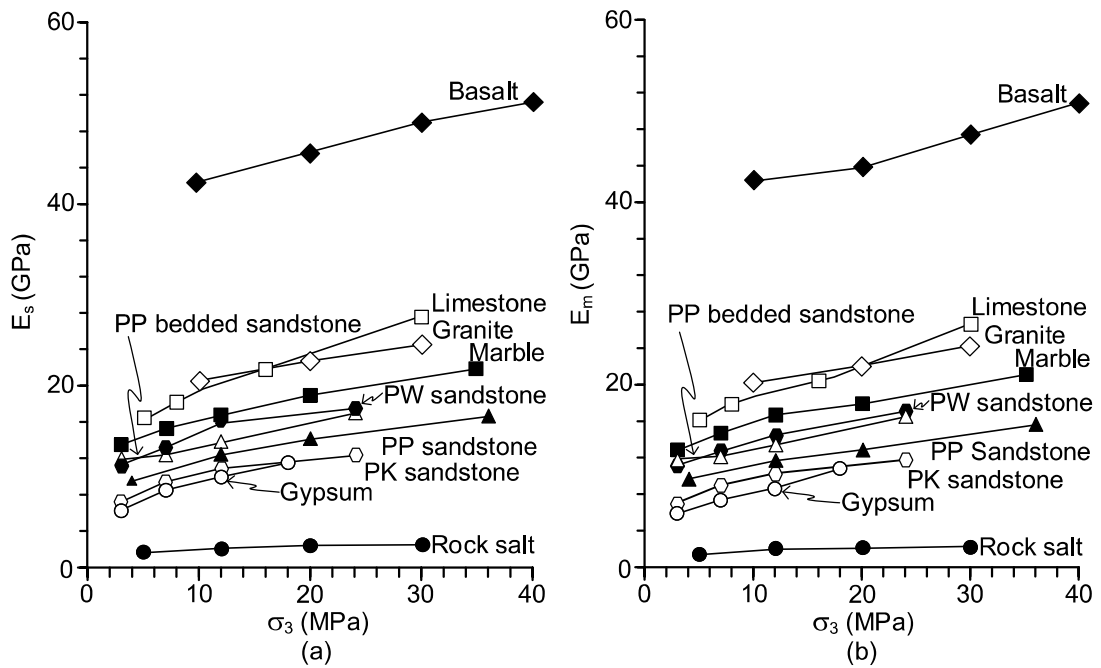 60
40
20
0
E_s (GPa)
Basalt
Limestone
Granite
Marble
PP bedded sandstone
PW sandstone
PP sandstone
PK sandstone
Gypsum
Rock salt
0 10 20 30 40
σ₃ (MPa)
(a)
60
40
20
0
E_m (GPa)
Basalt
Limestone
Granite
Marble
PP bedded sandstone
PW sandstone
PP Sandstone
PK sandstone
Gypsum
Rock salt
0 10 20 30 40
σ₃ (MPa)
(b)